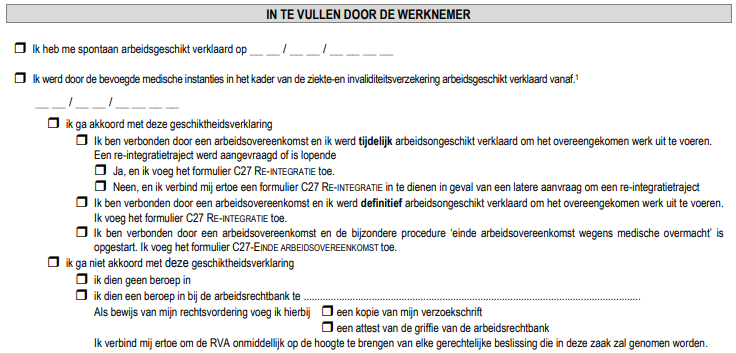 IN TE VULLEN DOOR DE WERKNEMER
Ik heb me spontaan arbeidsgeschikt verklaard op __ __ / __ __ / __ __ __ __
Ik werd door de bevoegde medische instanties in het kader van de ziekte-en invaliditeitsverzekering arbeidsgeschikt verklaard vanaf.¹
__ __ / __ __ / __ __ __ __
ik ga akkoord met deze geschiktheidsverklaring
Ik ben verbonden door een arbeidsovereenkomst en ik werd tijdelijk arbeidsongeschikt verklaard om het overeengekomen werk uit te voeren.
Een re-integratietraject werd aangevraagd of is lopende
Ja, en ik voeg het formulier C27 RE-INTEGRATIE toe.
Neen, en ik verbind mij ertoe een formulier C27 RE-INTEGRATIE in te dienen in geval van een latere aanvraag om een re-integratietraject
Ik ben verbonden door een arbeidsovereenkomst en ik werd definitief arbeidsongeschikt verklaard om het overeengekomen werk uit te voeren.
Ik voeg het formulier C27 RE-INTEGRATIE toe.
Ik ben verbonden door een arbeidsovereenkomst en de bijzondere procedure ‘einde arbeidsovereenkomst wegens medische overmacht’ is
opgestart. Ik voeg het formulier C27-EINDE ARBEIDSOVEREENKOMST toe.
ik ga niet akkoord met deze geschiktheidsverklaring
ik dien geen beroep in
ik dien een beroep in bij de arbeidsrechtbank te ....................................................................................................
Als bewijs van mijn rechtsvordering voeg ik hierbij een kopie van mijn verzoekschrift
een attest van de griffie van de arbeidsrechtbank
Ik verbind mij ertoe om de RVA onmiddellijk op de hoogte te brengen van elke gerechtelijke beslissing die in deze zaak zal genomen worden.